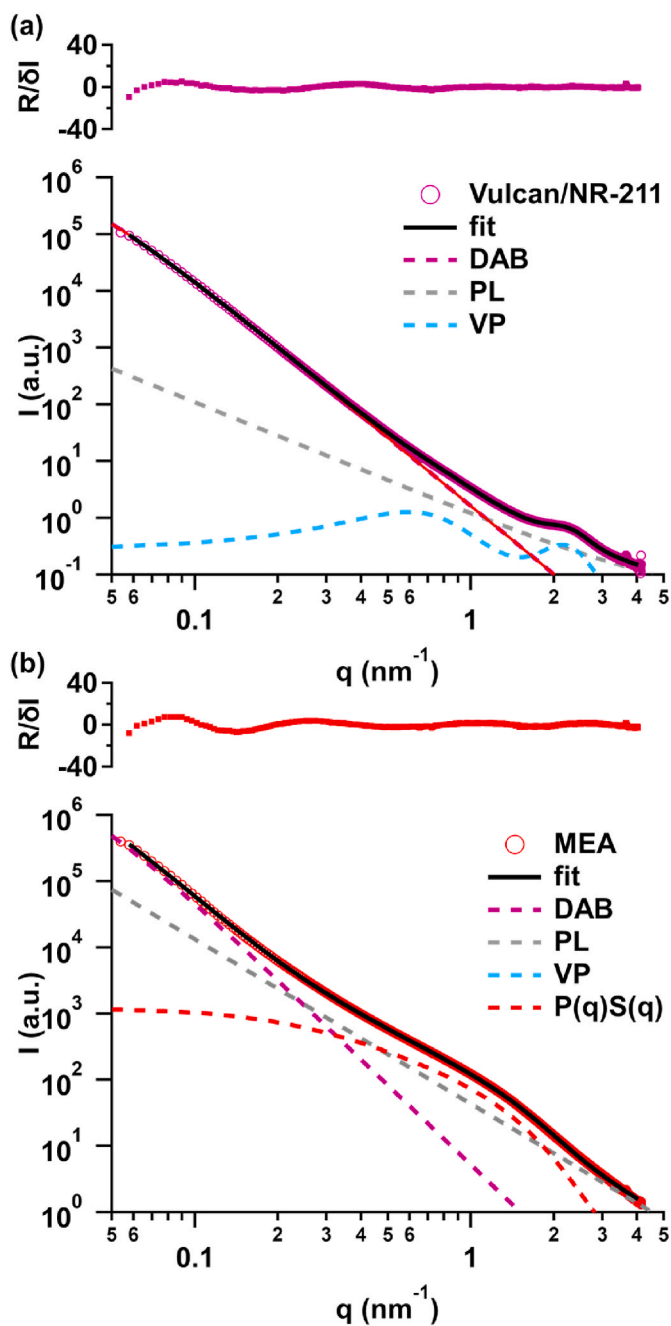 (a)
R/δI
40
0
-40
I (a.u.)
10^6
10^5
10^4
10^3
10^2
10^1
10^0
10^-1
Vulcan/NR-211
fit
DAB
PL
VP
5 6 8 2 3 4 5 6 8 2 3 4 5
0.1 1
q (nm^-1)
(b)
R/δI
40
0
-40
I (a.u.)
10^6
10^5
10^4
10^3
10^2
10^1
10^0
MEA
fit
DAB
PL
VP
P(q)S(q)
5 6 8 2 3 4 5 6 8 2 3 4 5
0.1 1
q (nm^-1)